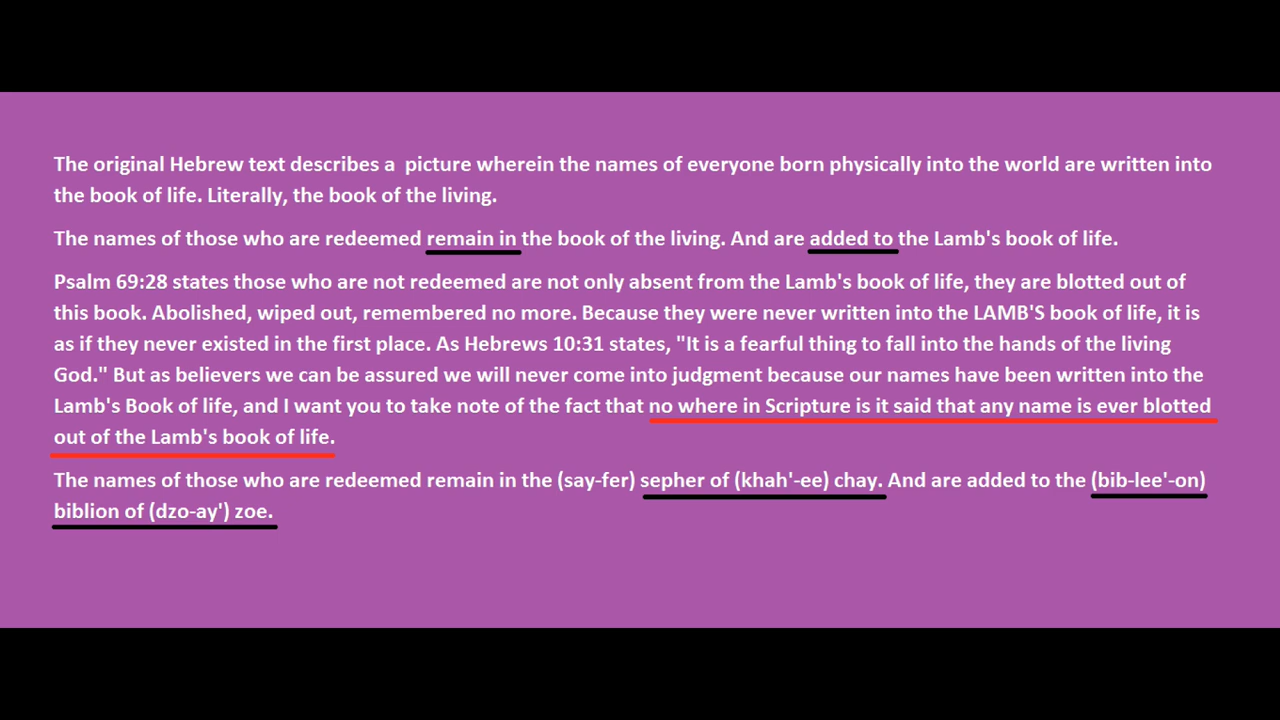 The original Hebrew text describes a  picture wherein the names of everyone born physically into the world are written into
the book of life. Literally, the book of the living.
The names of those who are redeemed remain in the book of the living. And are added to the Lamb's book of life.
Psalm 69:28 states those who are not redeemed are not only absent from the Lamb's book of life, they are blotted out of
this book. Abolished, wiped out, remembered no more. Because they were never written into the LAMB'S book of life, it is
as if they never existed in the first place. As Hebrews 10:31 states, "It is a fearful thing to fall into the hands of the living
God." But as believers we can be assured we will never come into judgment because our names have been written into the
Lamb's Book of life, and I want you to take note of the fact that no where in Scripture is it said that any name is ever blotted
out of the Lamb's book of life.
The names of those who are redeemed remain in the (say-fer) sepher of (khah'-ee) chay. And are added to the (bib-lee'-on)
biblion of (dzo-ay') zoe.